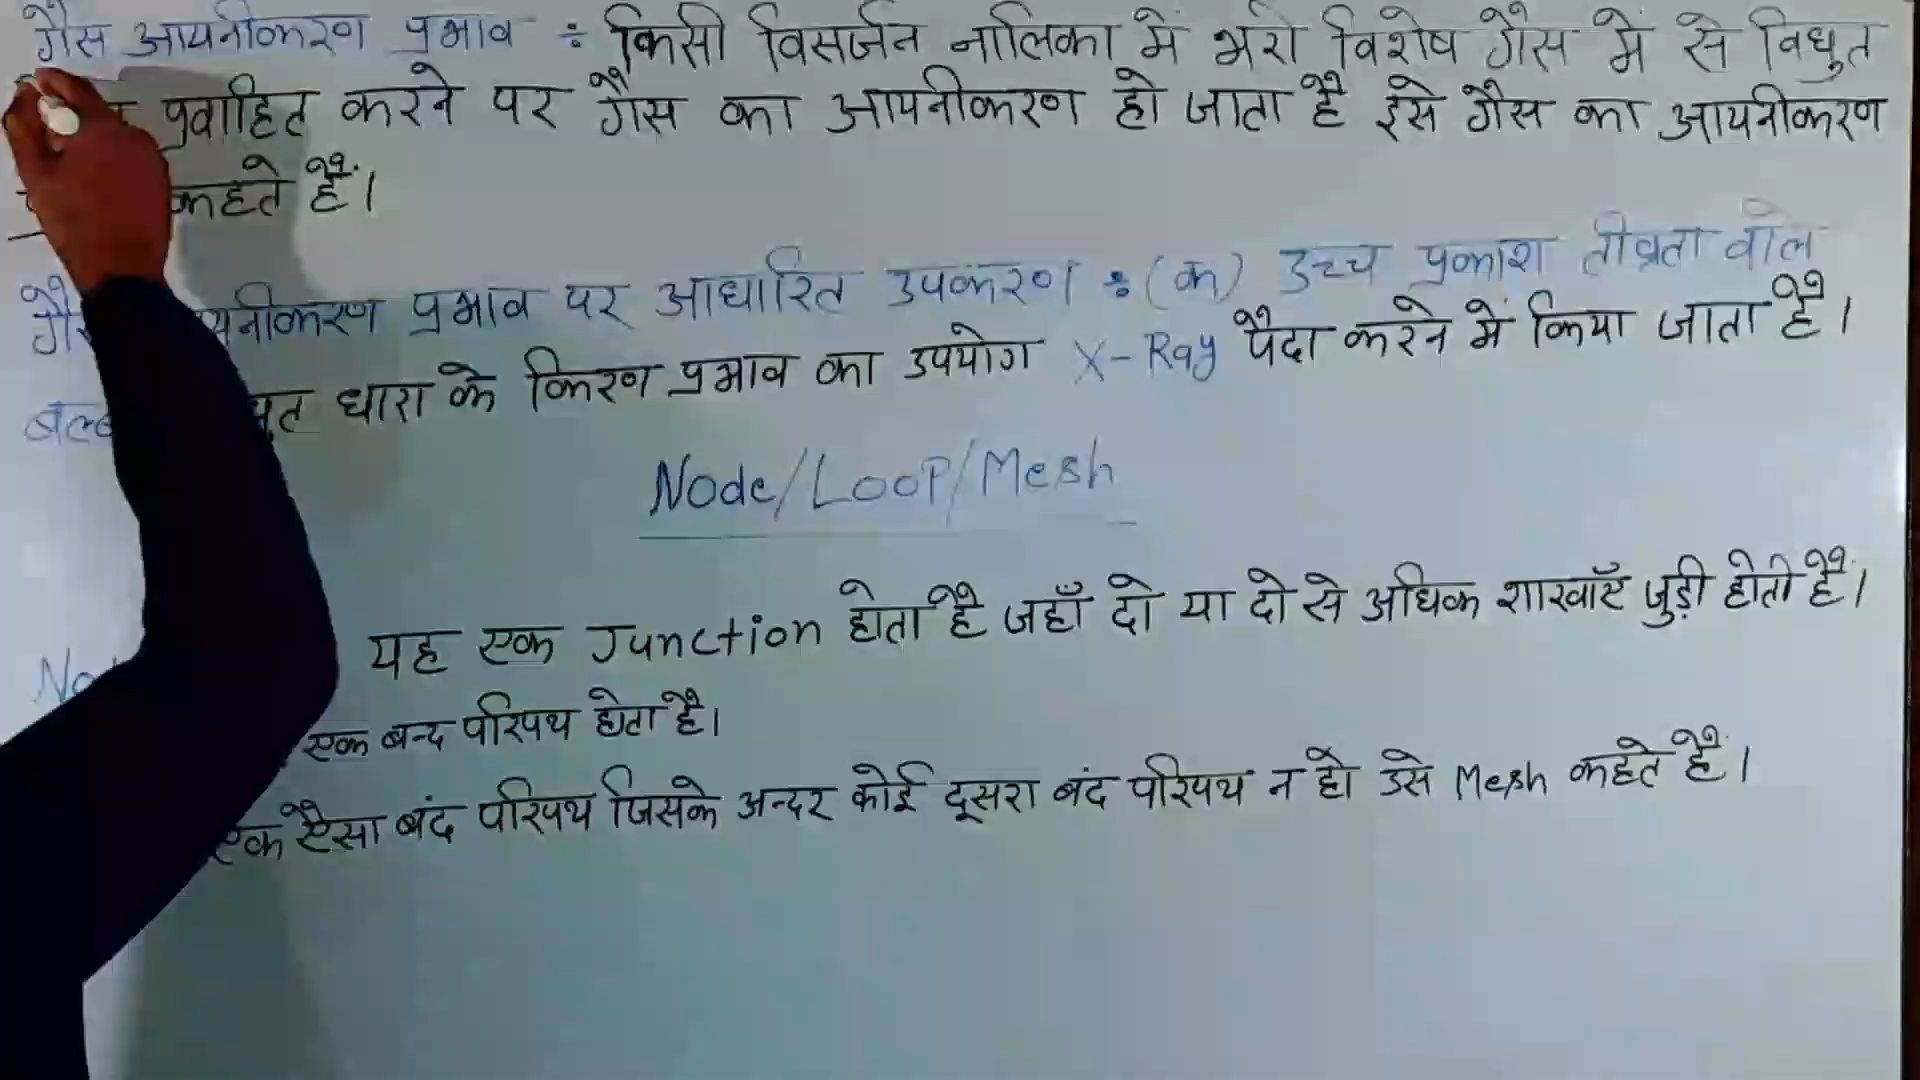 गैस आयनीकरण प्रभाव ÷ किसी विसर्जन नालिका में भरी विशेष गैस में से विधुत
प्रवाहित करने पर गैस का आयनीकरण हो जाता है इसे गैस का आयनीकरण
कहते हैं।
प्रभाव पर आधारित उपकरण : (क) उच्च प्रकाश तीव्रता वाले
धारा के किरण प्रभाव का उपयोग X-Ray पैदा करने में किया जाता है।
Node/Loop/Mesh
यह एक Junction होता है जहाँ दो या दो से अधिक शाखाएँ जुड़ी होती हैं।
एक बन्द परिपथ होता है।
एक ऐसा बंद परिपथ जिसके अन्दर कोई दूसरा बंद परिपथ न हो उसे Mesh कहते हैं।